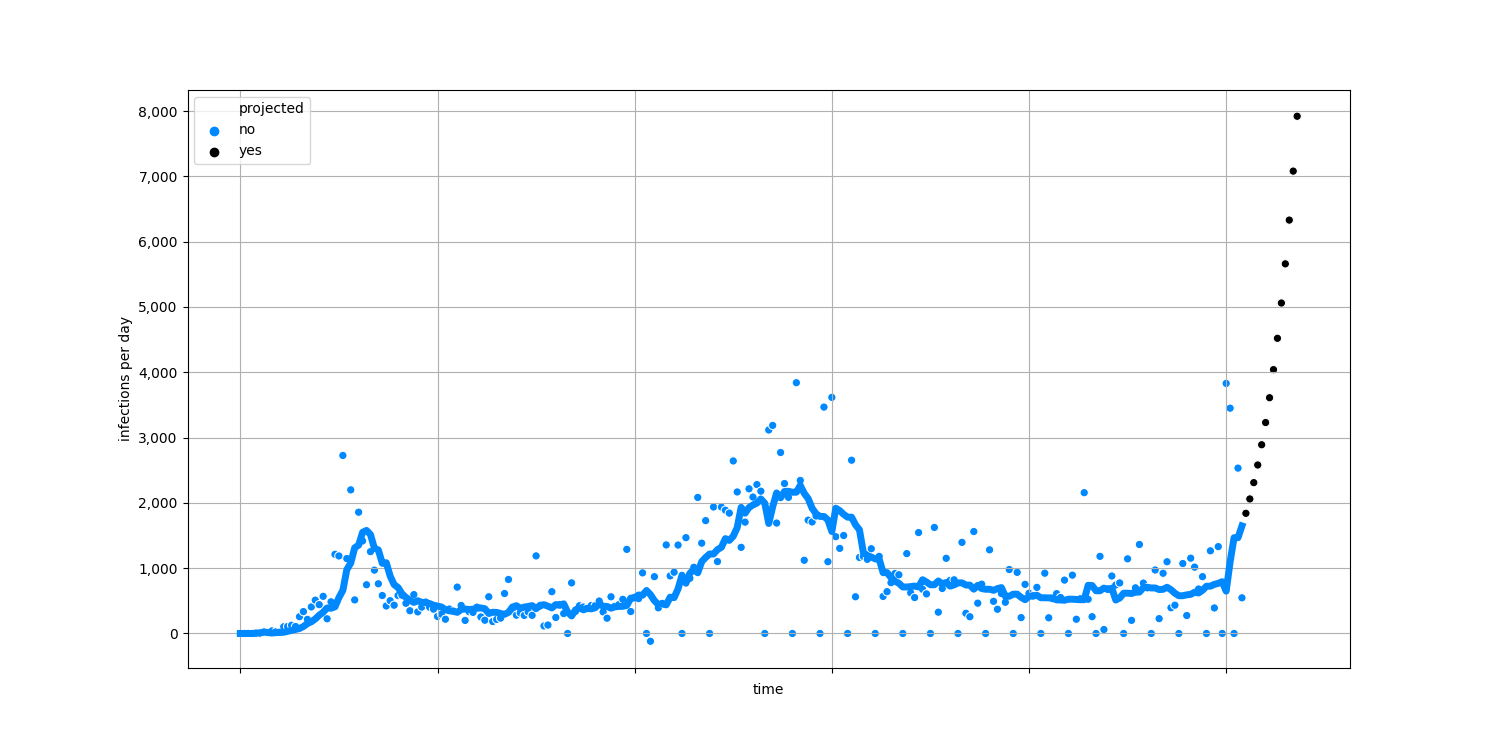 projected
no
yes
8,000
7,000
6,000
5,000
4,000
3,000
2,000
1,000
0
infections per day
time